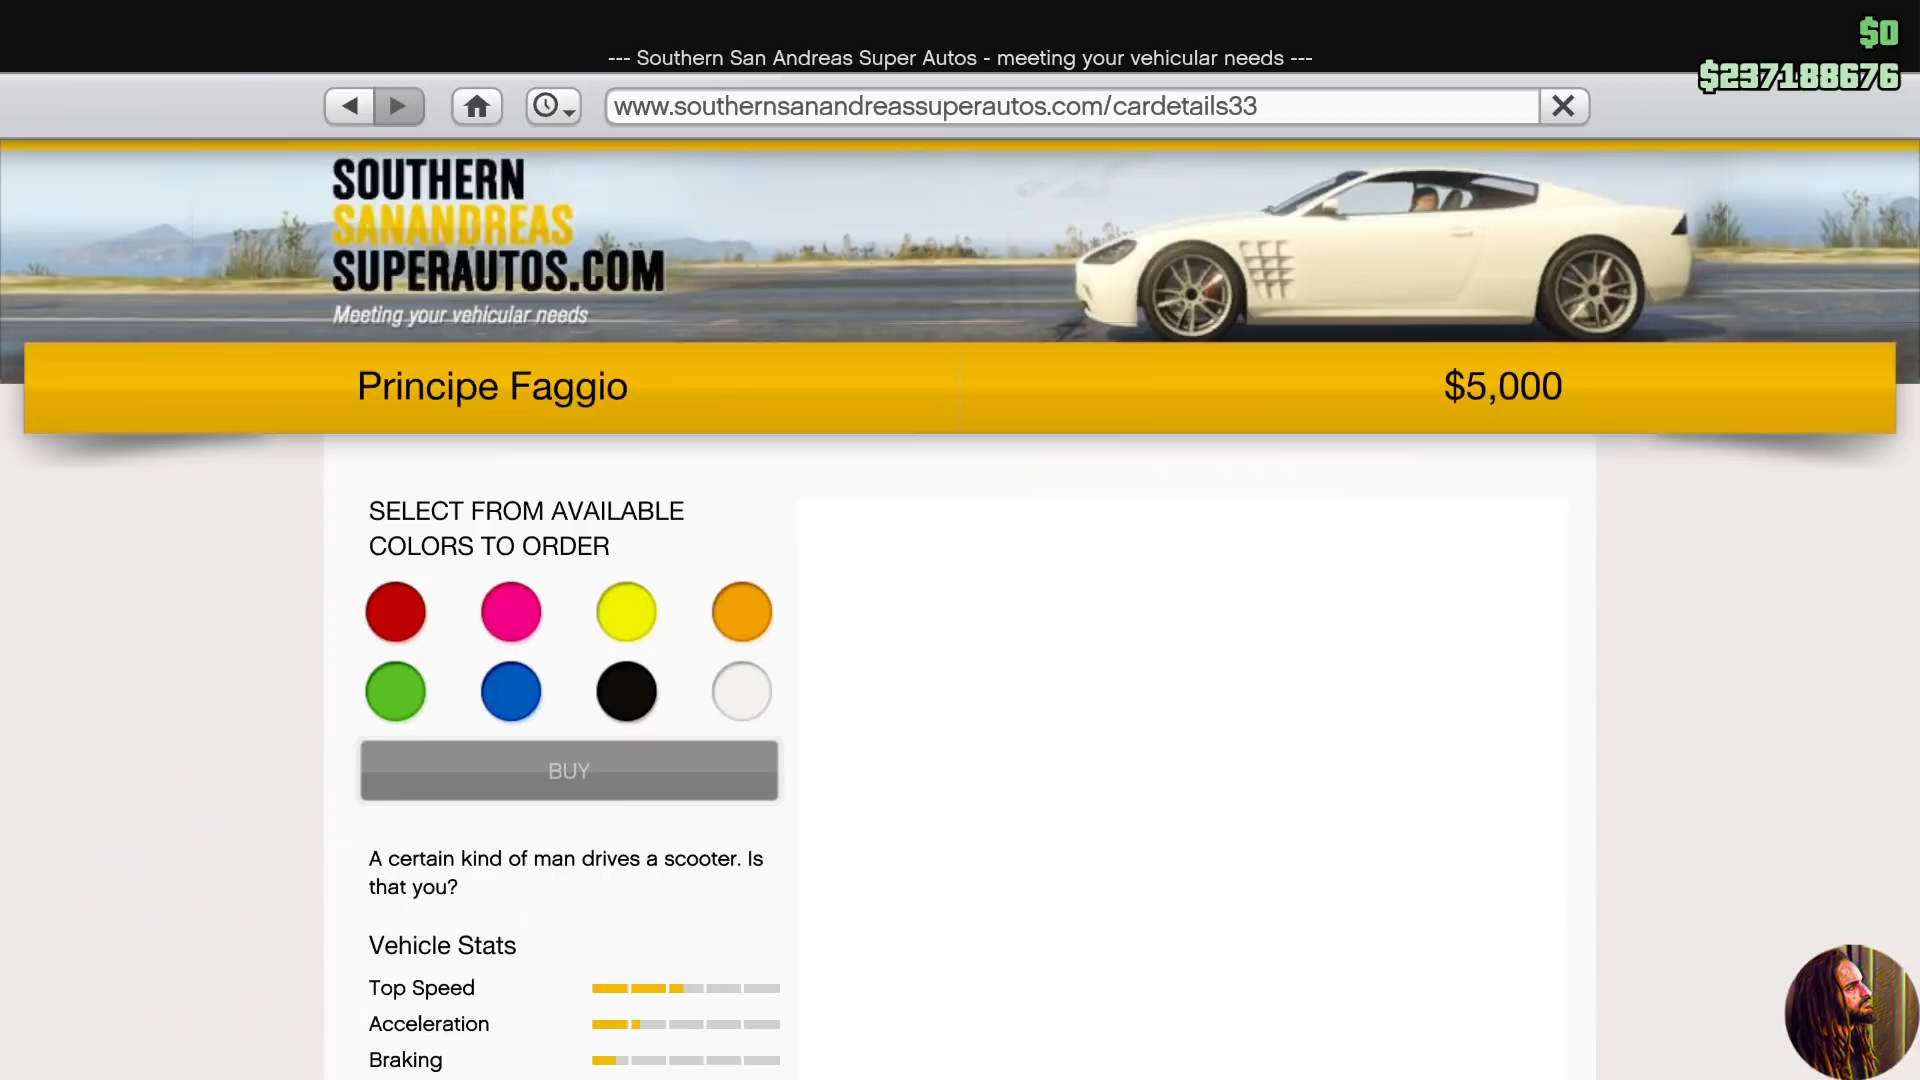 $0
--- Southern San Andreas Super Autos - meeting your vehicular needs ---
$237188676
www.southernsanandreassuperautos.com/cardetails33
SOUTHERN
SANANDREAS
SUPERAUTOS.COM
Meeting your vehicular needs
Principe Faggio
$5,000
SELECT FROM AVAILABLE
COLORS TO ORDER
BUY
A certain kind of man drives a scooter. Is
that you?
Vehicle Stats
Top Speed
Acceleration
Braking